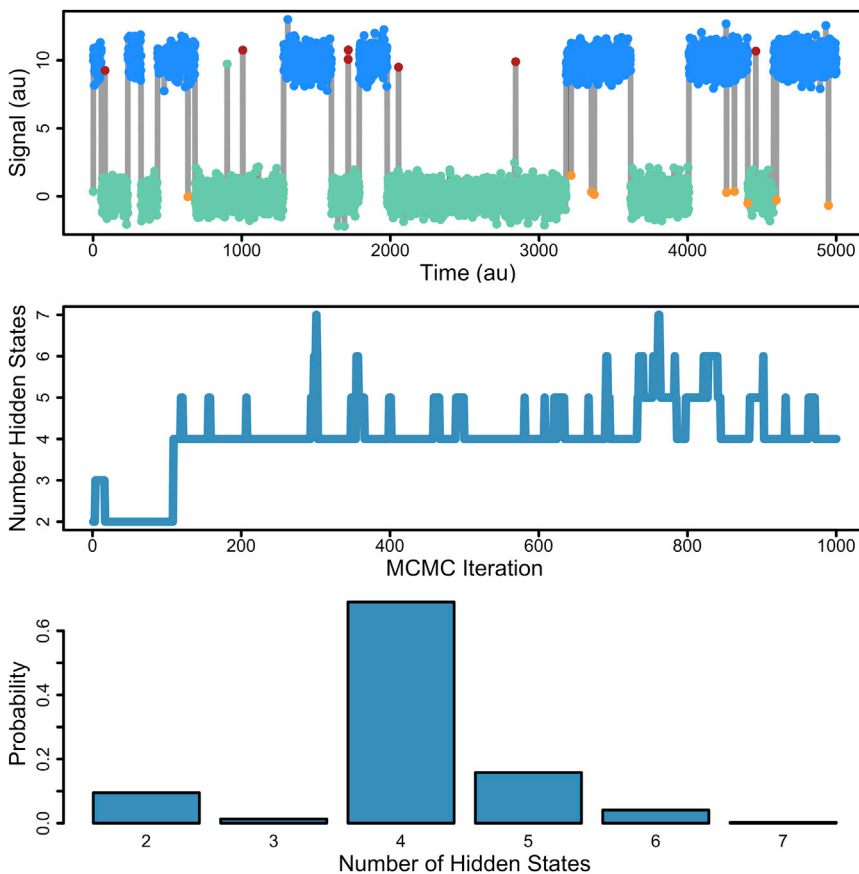 10
5
0
Signal (au)
0 1000 2000 3000 4000 5000
Time (au)
7
6
5
4
3
2
Number Hidden States
0 200 400 600 800 1000
MCMC Iteration
0.6
0.2
0.0
Probability
2 3 4 5 6 7
Number of Hidden States